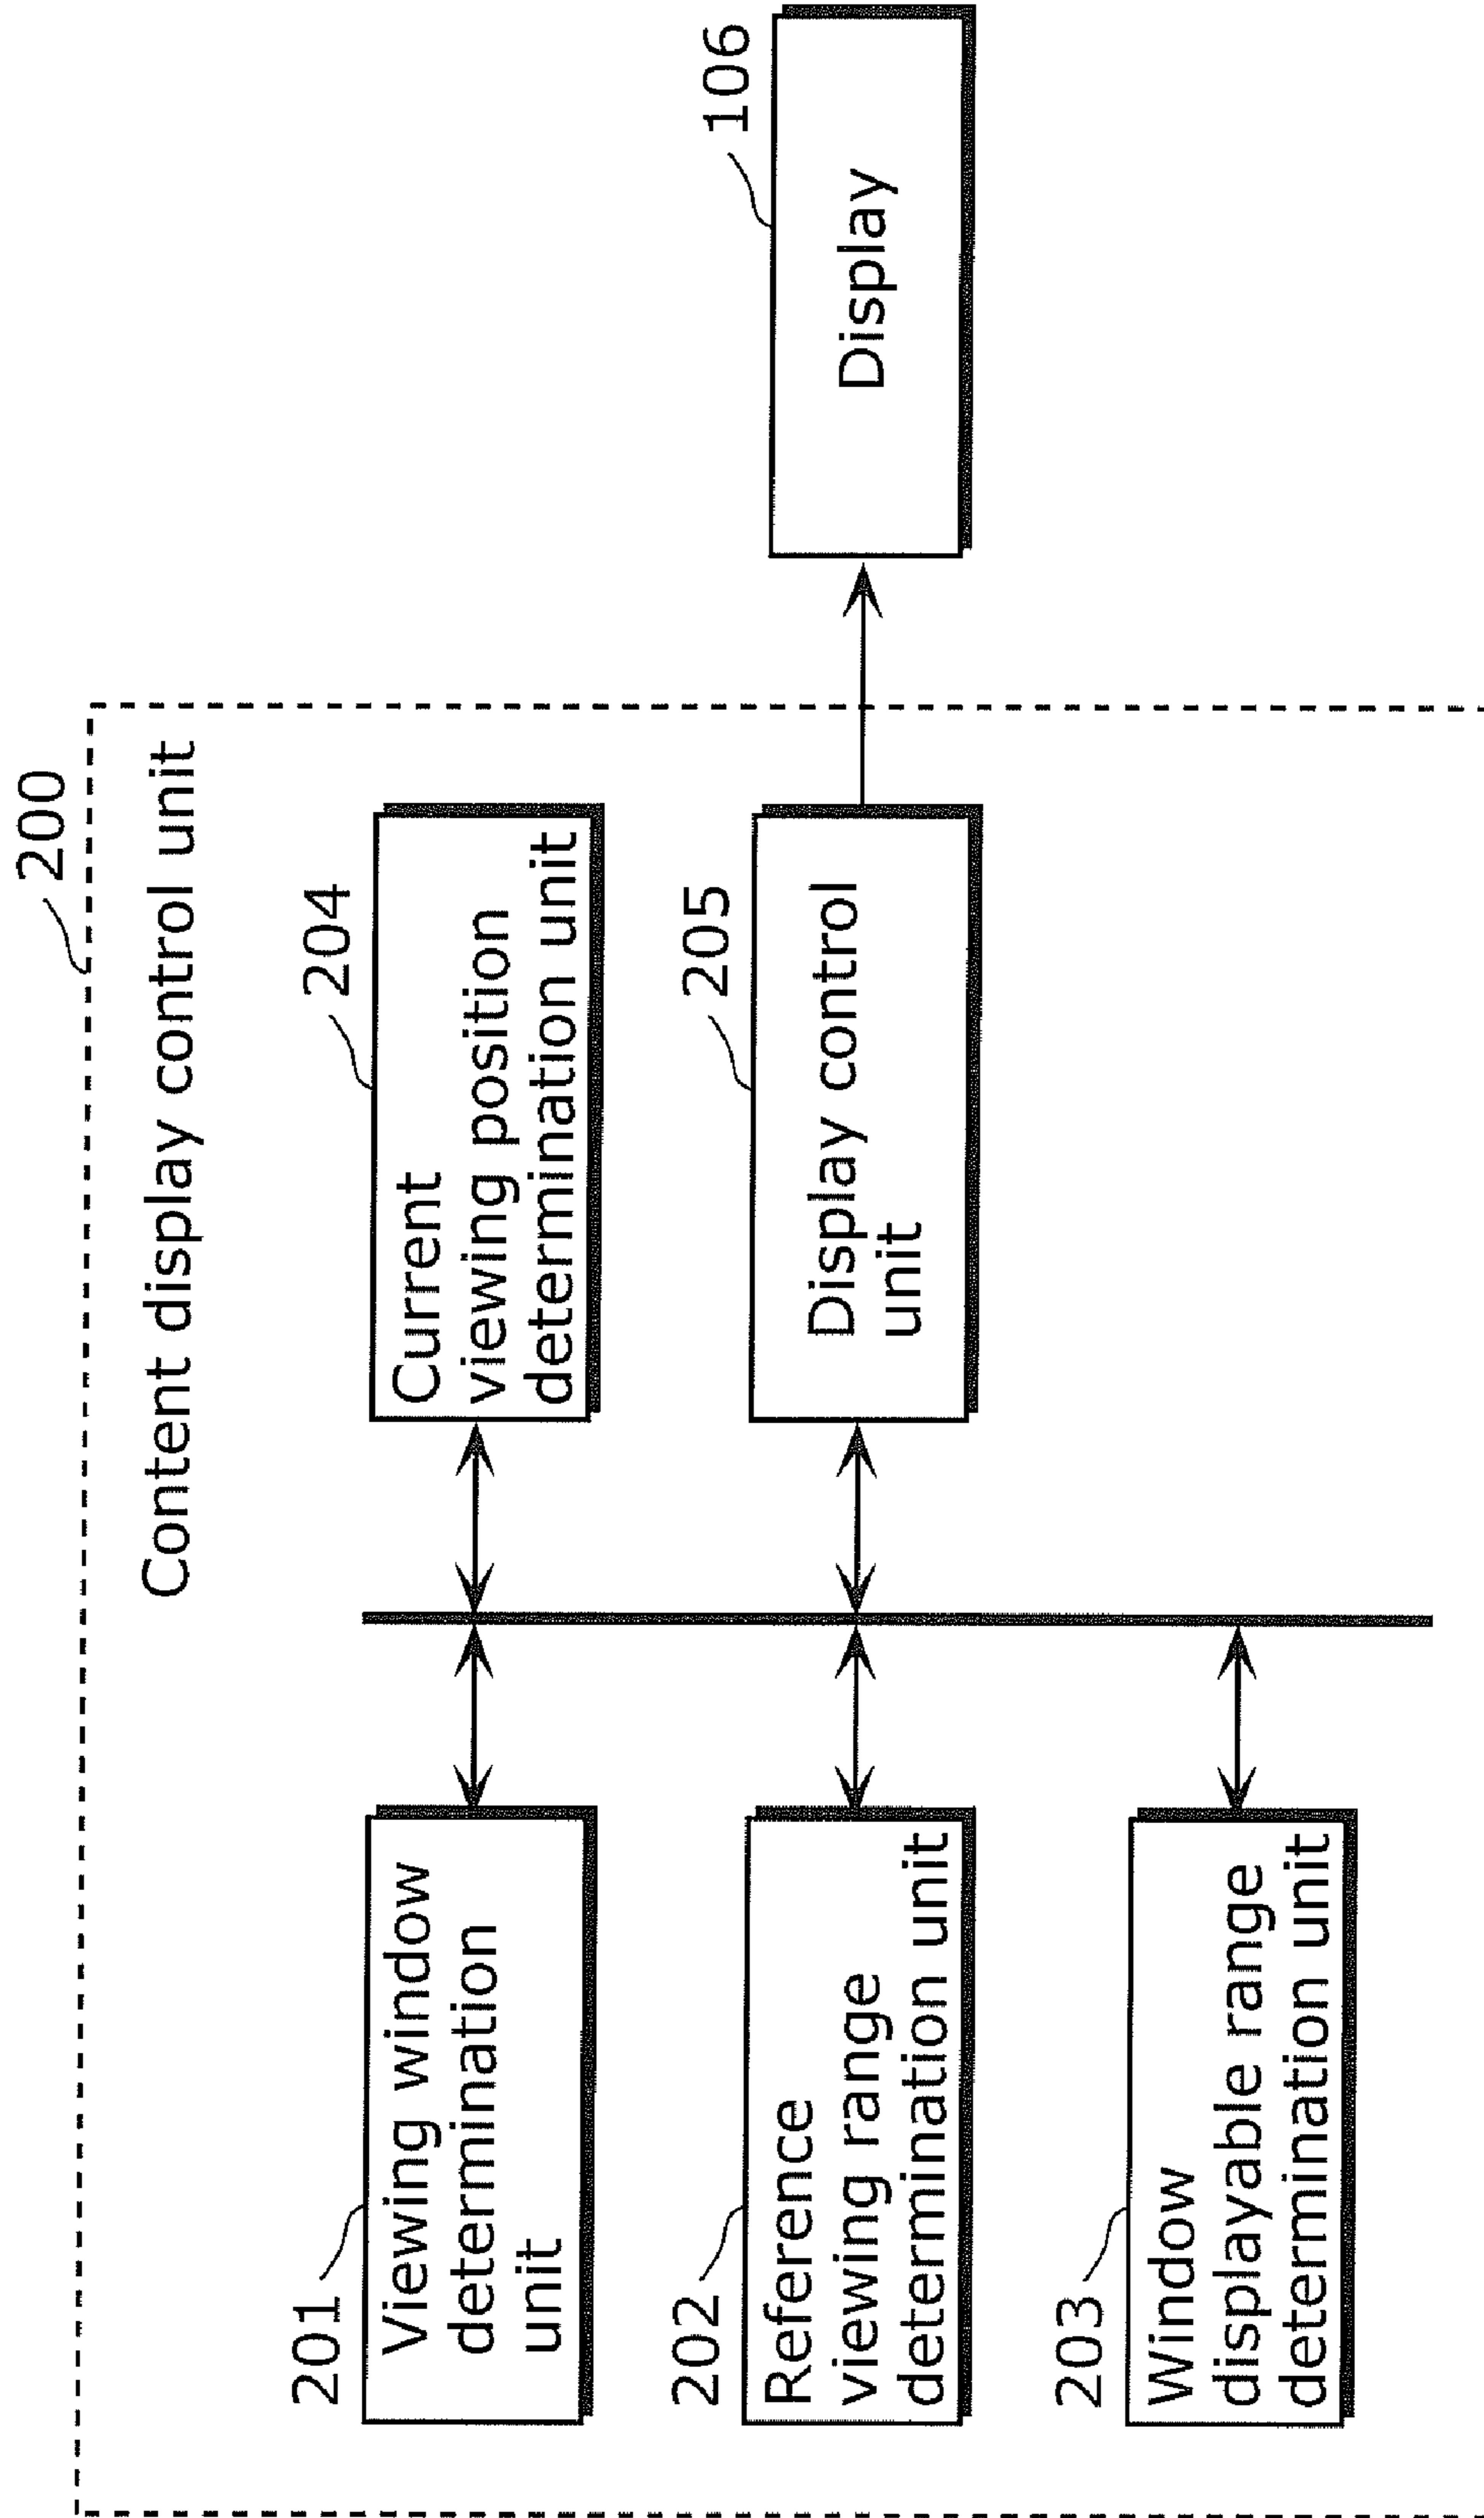 200
Content display control unit
201
Viewing window
determination
unit
204
Current
viewing position
determination unit
202
Reference
viewing range
determination unit
205
Display control
unit
106
Display
203
Window
displayable range
determination unit